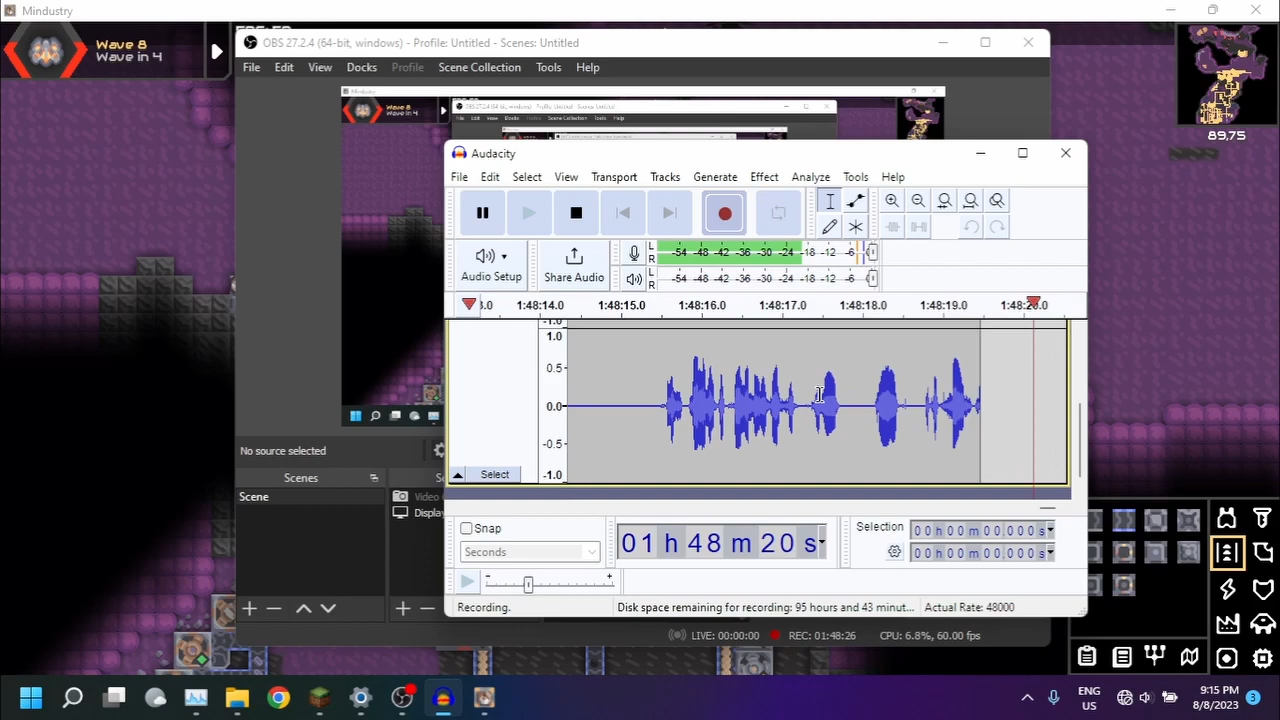 Mindustry
Wave 8
Wave in 4
OBS 27.2.4 (64-bit, windows) - Profile: Untitled - Scenes: Untitled
File Edit View Docks Profile Scene Collection Tools Help
89,75
Audacity
File Edit Select View Transport Tracks Generate Effect Analyze Tools Help
L
R
-54 -48 -42 -36 -30 -24 -18 -12 -6
L
R
-54 -48 -42 -36 -30 -24 -18 -12 -6
Audio Setup
Share Audio
1:48:14.0 1:48:15.0 1:48:16.0 1:48:17.0 1:48:18.0 1:48:19.0 1:48:20.0
1.0
0.5
0.0
-0.5
-1.0
Select
No source selected
Scenes
Scene
Video
Display
Snap
Seconds
01 h 48 m 20 s
Selection
00 h 00 m 00.000 s
00 h 00 m 00.000 s
- +
Recording.
Disk space remaining for recording: 95 hours and 43 minut...
Actual Rate: 48000
LIVE: 00:00:00
REC: 01:48:26
CPU: 6.8%, 60.00 fps
ENG
US
9:15 PM
8/8/2023
3